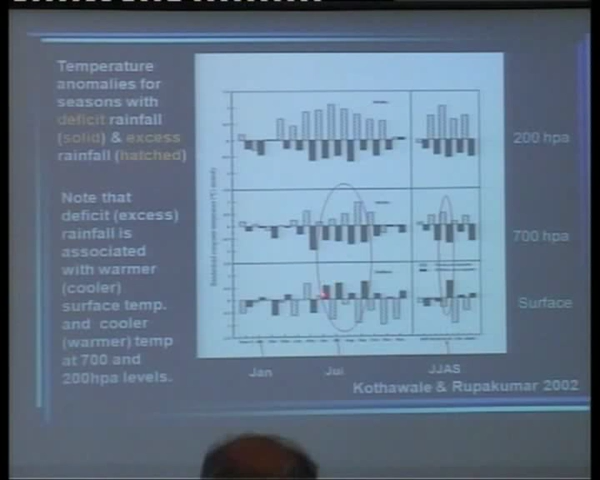 Temperature
anomalies for
seasons with
deficit rainfall
(solid) & excess
rainfall (hatched)
Note that
deficit (excess)
rainfall is
associated
with warmer
(cooler)
surface temp.
and cooler
(warmer) temp
at 700 and
200hpa levels.
200 hpa
700 hpa
Surface
Jan
Jul
JJAS
Kothawale & Rupakumar 2002